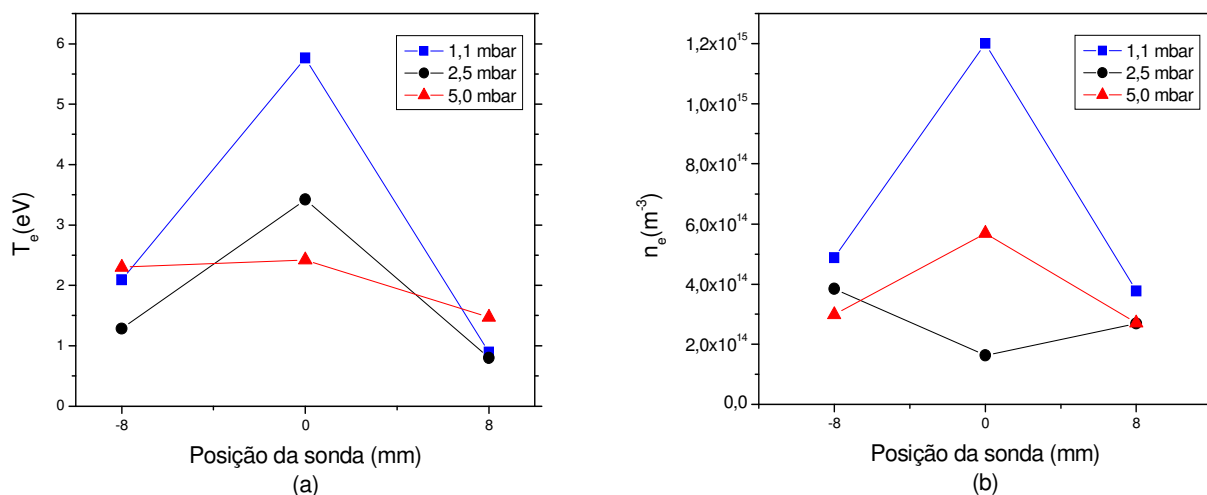 6
5
4
3
2
1
0
T_e(eV)
1,1 mbar
2,5 mbar
5,0 mbar
-8
0
8
Posição da sonda (mm)
(a)
1,2x10^15
1,0x10^15
8,0x10^14
6,0x10^14
4,0x10^14
2,0x10^14
0,0
n_e(m^-3)
1,1 mbar
2,5 mbar
5,0 mbar
-8
0
8
Posição da sonda (mm)
(b)